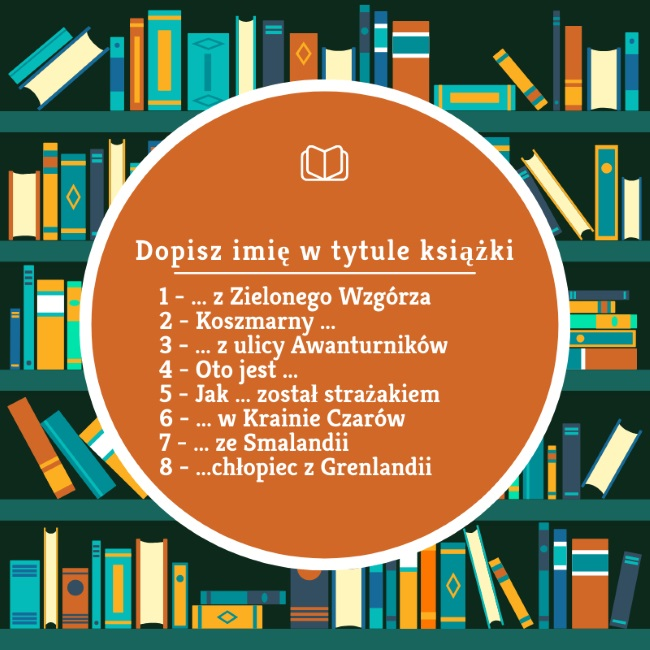 Dopisz imię w tytule książki
1 - ... z Zielonego Wzgórza
2 - Koszmarny ...
3 - ... z ulicy Awanturników
4 - Oto jest ...
5 - Jak ... został strażakiem
6 - ... w Krainie Czarów
7 - ... ze Smalandii
8 - ...chłopiec z Grenlandii